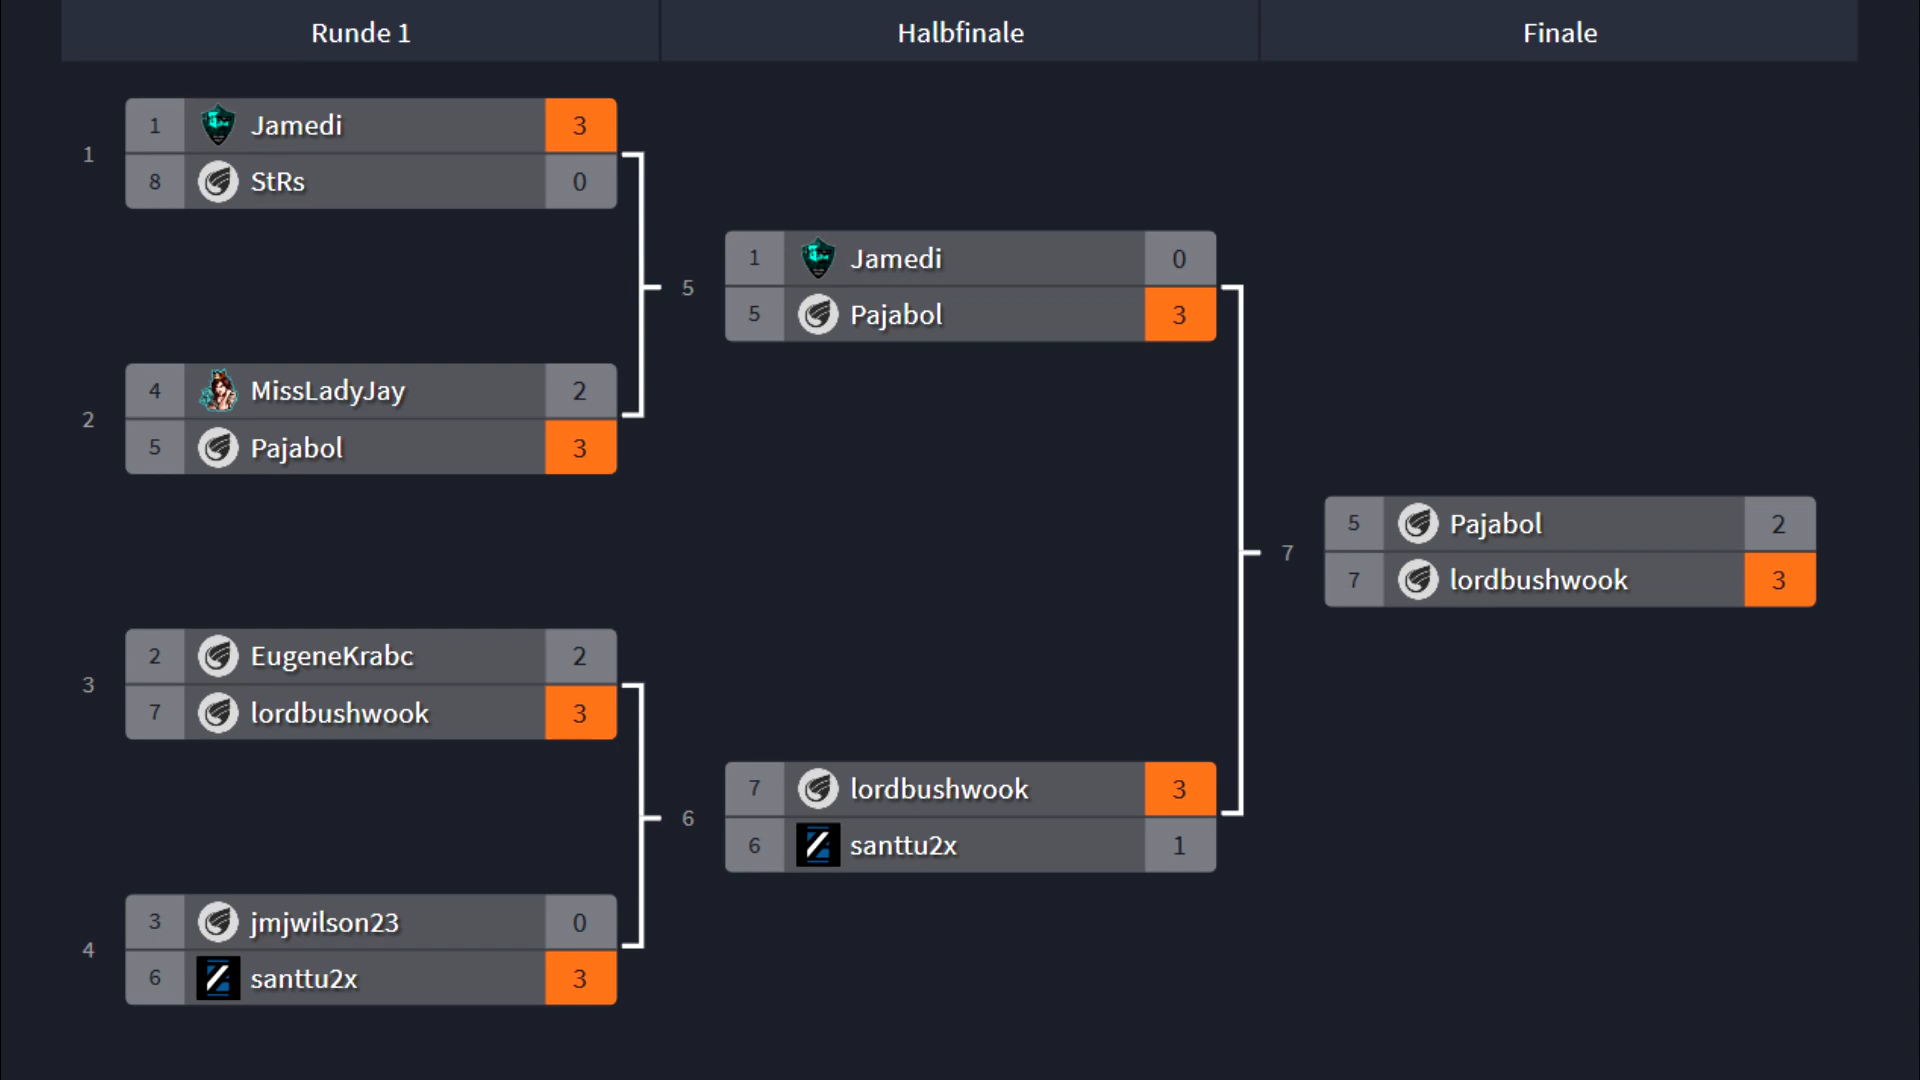 Runde 1
Halbfinale
Finale
1
1 Jamedi 3
8 StRs 0
2
4 MissLadyJay 2
5 Pajabol 3
3
2 EugeneKrabc 2
7 lordbushwook 3
4
3 jmjwilson23 0
6 santtu2x 3
5
1 Jamedi 0
5 Pajabol 3
6
7 lordbushwook 3
6 santtu2x 1
7
5 Pajabol 2
7 lordbushwook 3